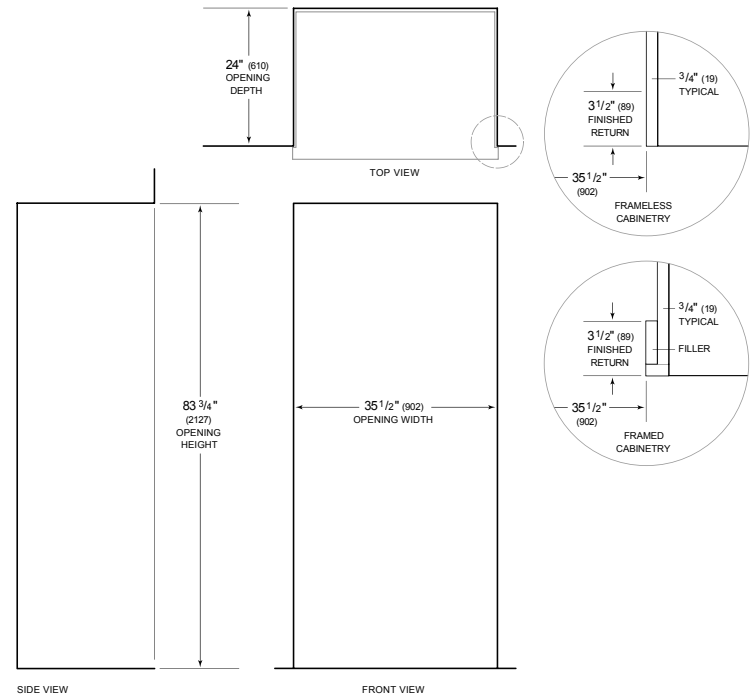 24" (610)
OPENING
DEPTH
TOP VIEW
3/4" (19)
TYPICAL
3 1/2" (89)
FINISHED
RETURN
35 1/2"
(902)
FRAMELESS
CABINETRY
3/4" (19)
TYPICAL
3 1/2" (89)
FINISHED
RETURN
FILLER
35 1/2"
(902)
FRAMED
CABINETRY
83 3/4"
(2127)
OPENING
HEIGHT
35 1/2" (902)
OPENING WIDTH
SIDE VIEW
FRONT VIEW